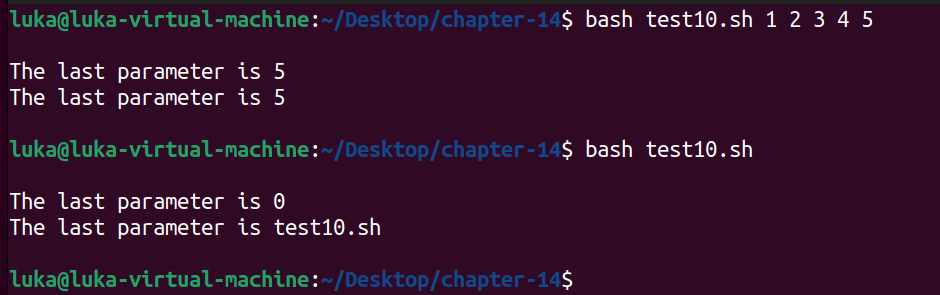 luka@luka-virtual-machine:~/Desktop/chapter-14$ bash test10.sh 1 2 3 4 5
The last parameter is 5
The last parameter is 5
luka@luka-virtual-machine:~/Desktop/chapter-14$ bash test10.sh
The last parameter is 0
The last parameter is test10.sh
luka@luka-virtual-machine:~/Desktop/chapter-14$